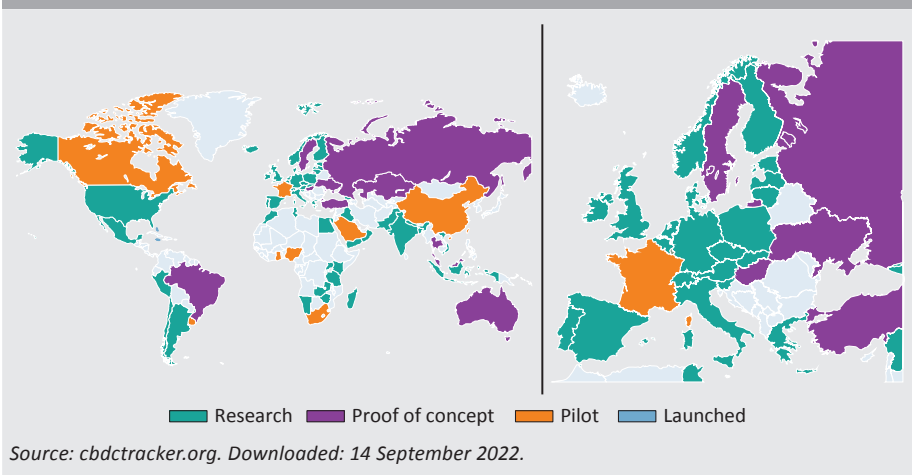 Research Proof of concept Pilot Launched
Source: cbdctracker.org. Downloaded: 14 September 2022.